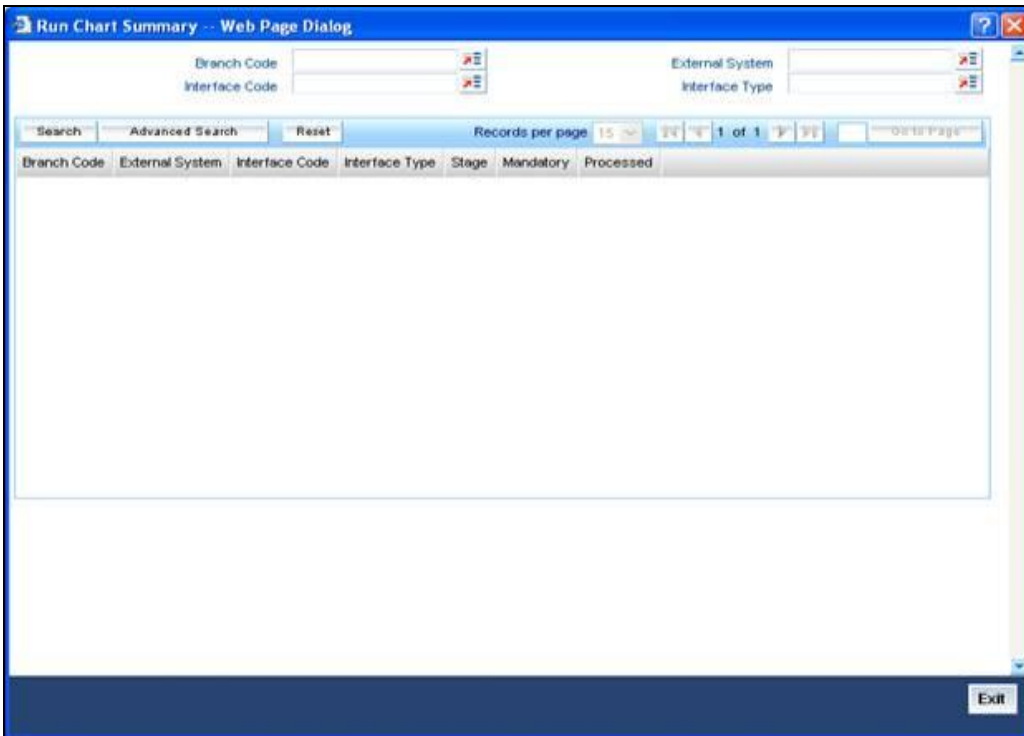 Run Chart Summary -- Web Page Dialog
Branch Code External System
Interface Code Interface Type
Search Advanced Search Reset Records per page 15 1 of 1 Go to Page
Branch Code External System Interface Code Interface Type Stage Mandatory Processed
Exit